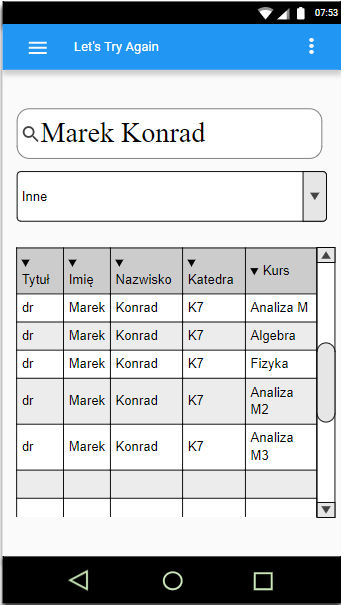 07:53
Let's Try Again
Marek Konrad
Inne
Tytuł Imię Nazwisko Katedra Kurs
dr Marek Konrad K7 Analiza M
dr Marek Konrad K7 Algebra
dr Marek Konrad K7 Fizyka
dr Marek Konrad K7 Analiza
M2
dr Marek Konrad K7 Analiza
M3